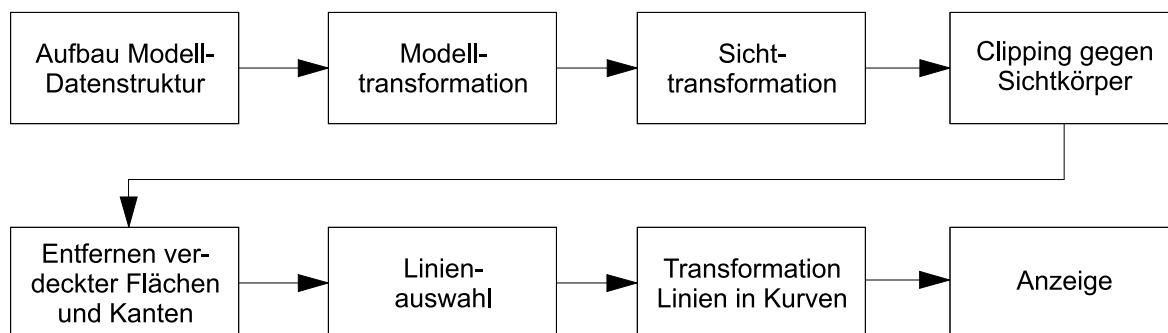 Aufbau Modell-
Datenstruktur
Modell-
transformation
Sicht-
transformation
Clipping gegen
Sichtkörper
Entfernen ver-
deckter Flächen
und Kanten
Linien-
auswahl
Transformation
Linien in Kurven
Anzeige